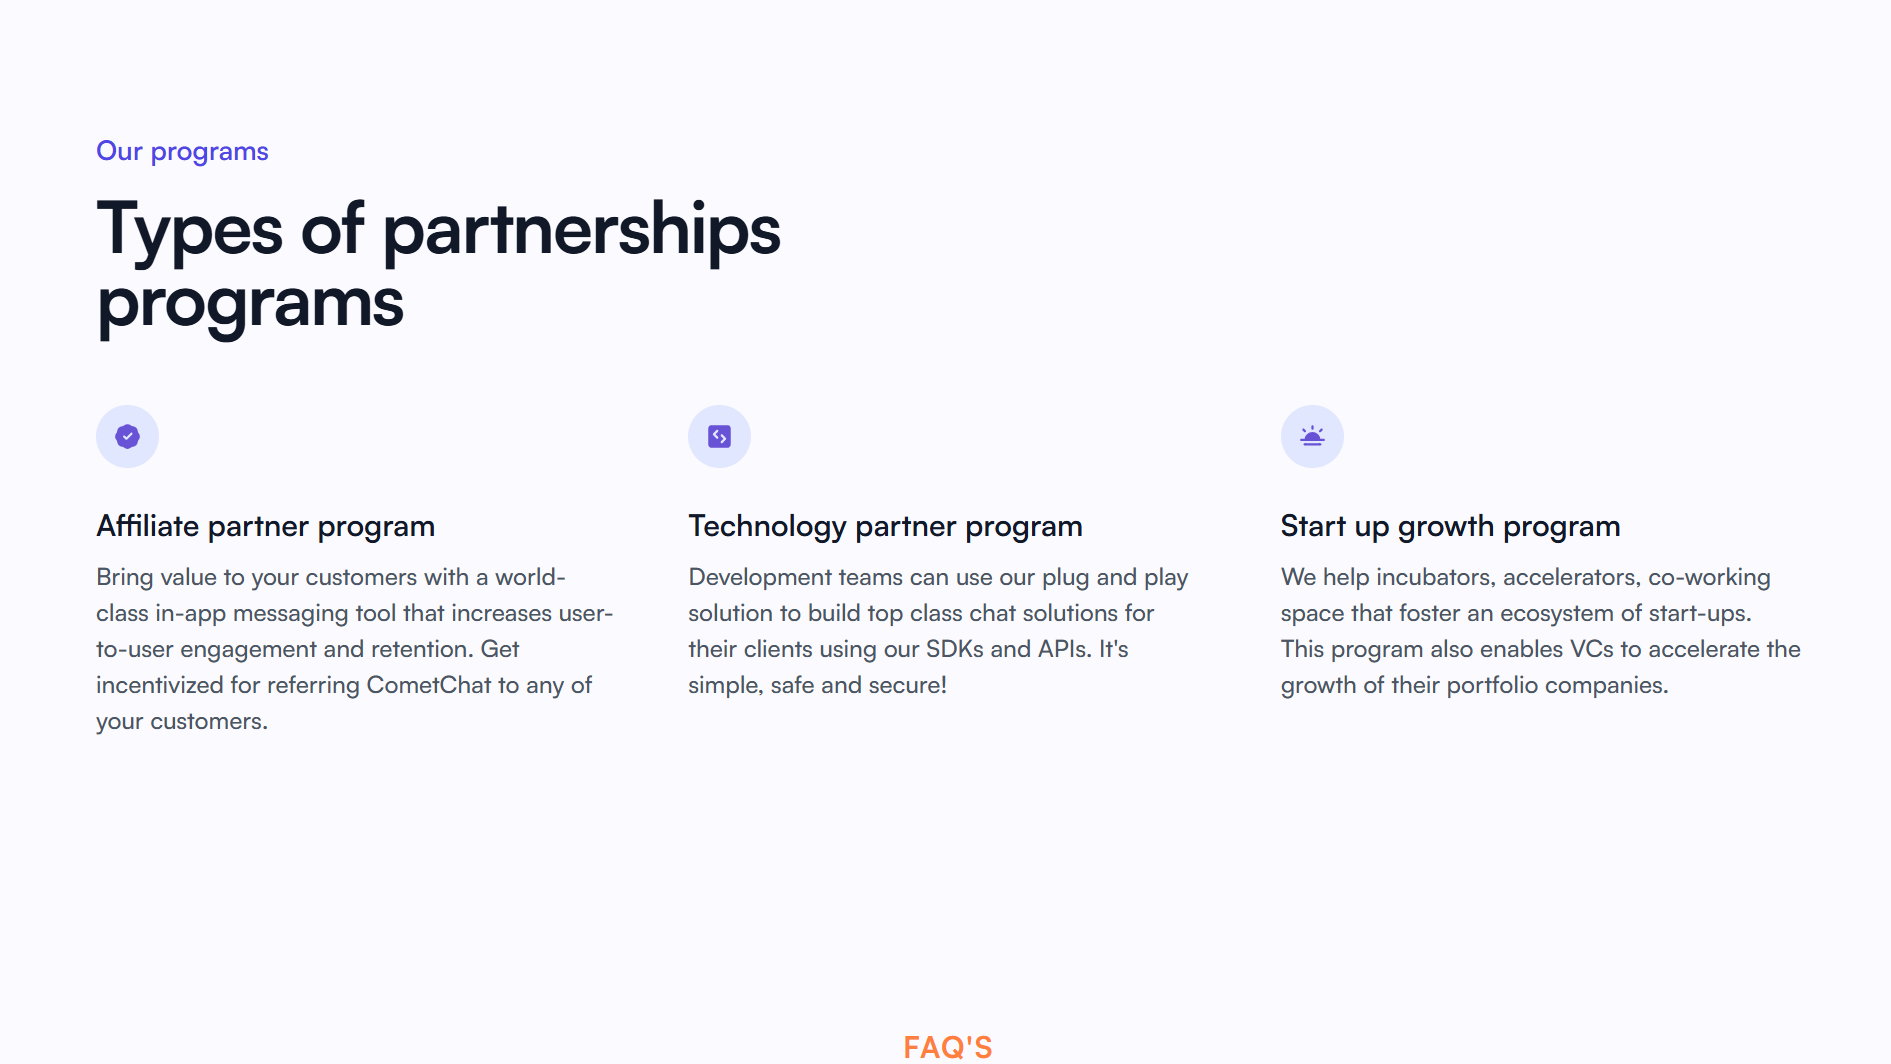 Our programs
Types of partnerships
programs
Affiliate partner program
Bring value to your customers with a world-
class in-app messaging tool that increases user-
to-user engagement and retention. Get
incentivized for referring CometChat to any of
your customers.
Technology partner program
Development teams can use our plug and play
solution to build top class chat solutions for
their clients using our SDKs and APIs. It's
simple, safe and secure!
Start up growth program
We help incubators, accelerators, co-working
space that foster an ecosystem of start-ups.
This program also enables VCs to accelerate the
growth of their portfolio companies.
FAQ'S